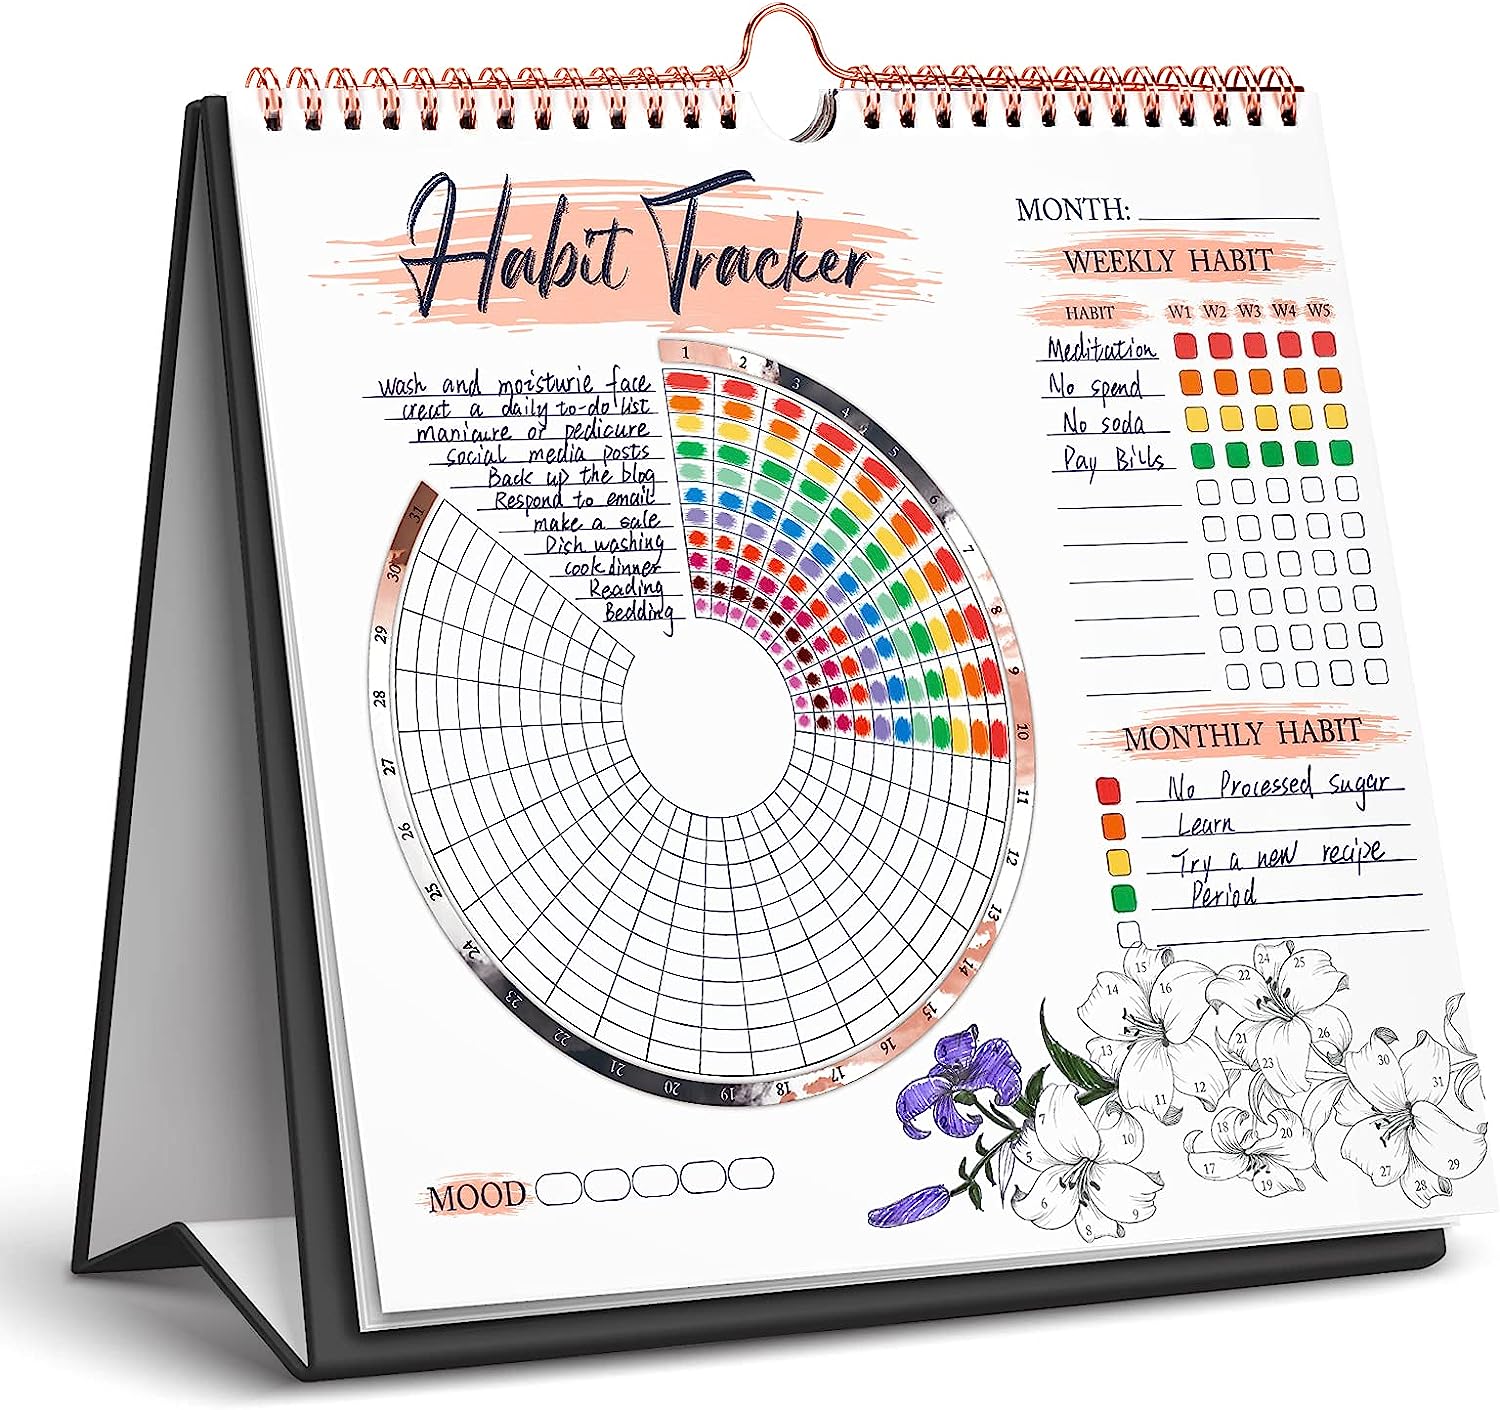 Habit Tracker
MONTH:
WEEKLY HABIT
HABIT W1 W2 W3 W4 W5
Meditation
No spend
No soda
Pay Bills
wash and moisturie face
creat a daily to-do list
manicure or pedicure
social media posts
Back up the blog
Respond to email
make a sale
Dish washing
cook dinner
Reading
Bedding
1
2
3
4
5
6
7
8
9
10
11
12
13
14
15
16
17
18
19
20
21
22
23
24
25
26
27
28
29
30
31
MONTHLY HABIT
No Processed sugar
Learn
Try a new recipe
Period
MOOD
5
6
7
8
9
10
11
12
13
14
15
16
17
18
19
20
21
22
23
24
25
26
27
28
29
30
31